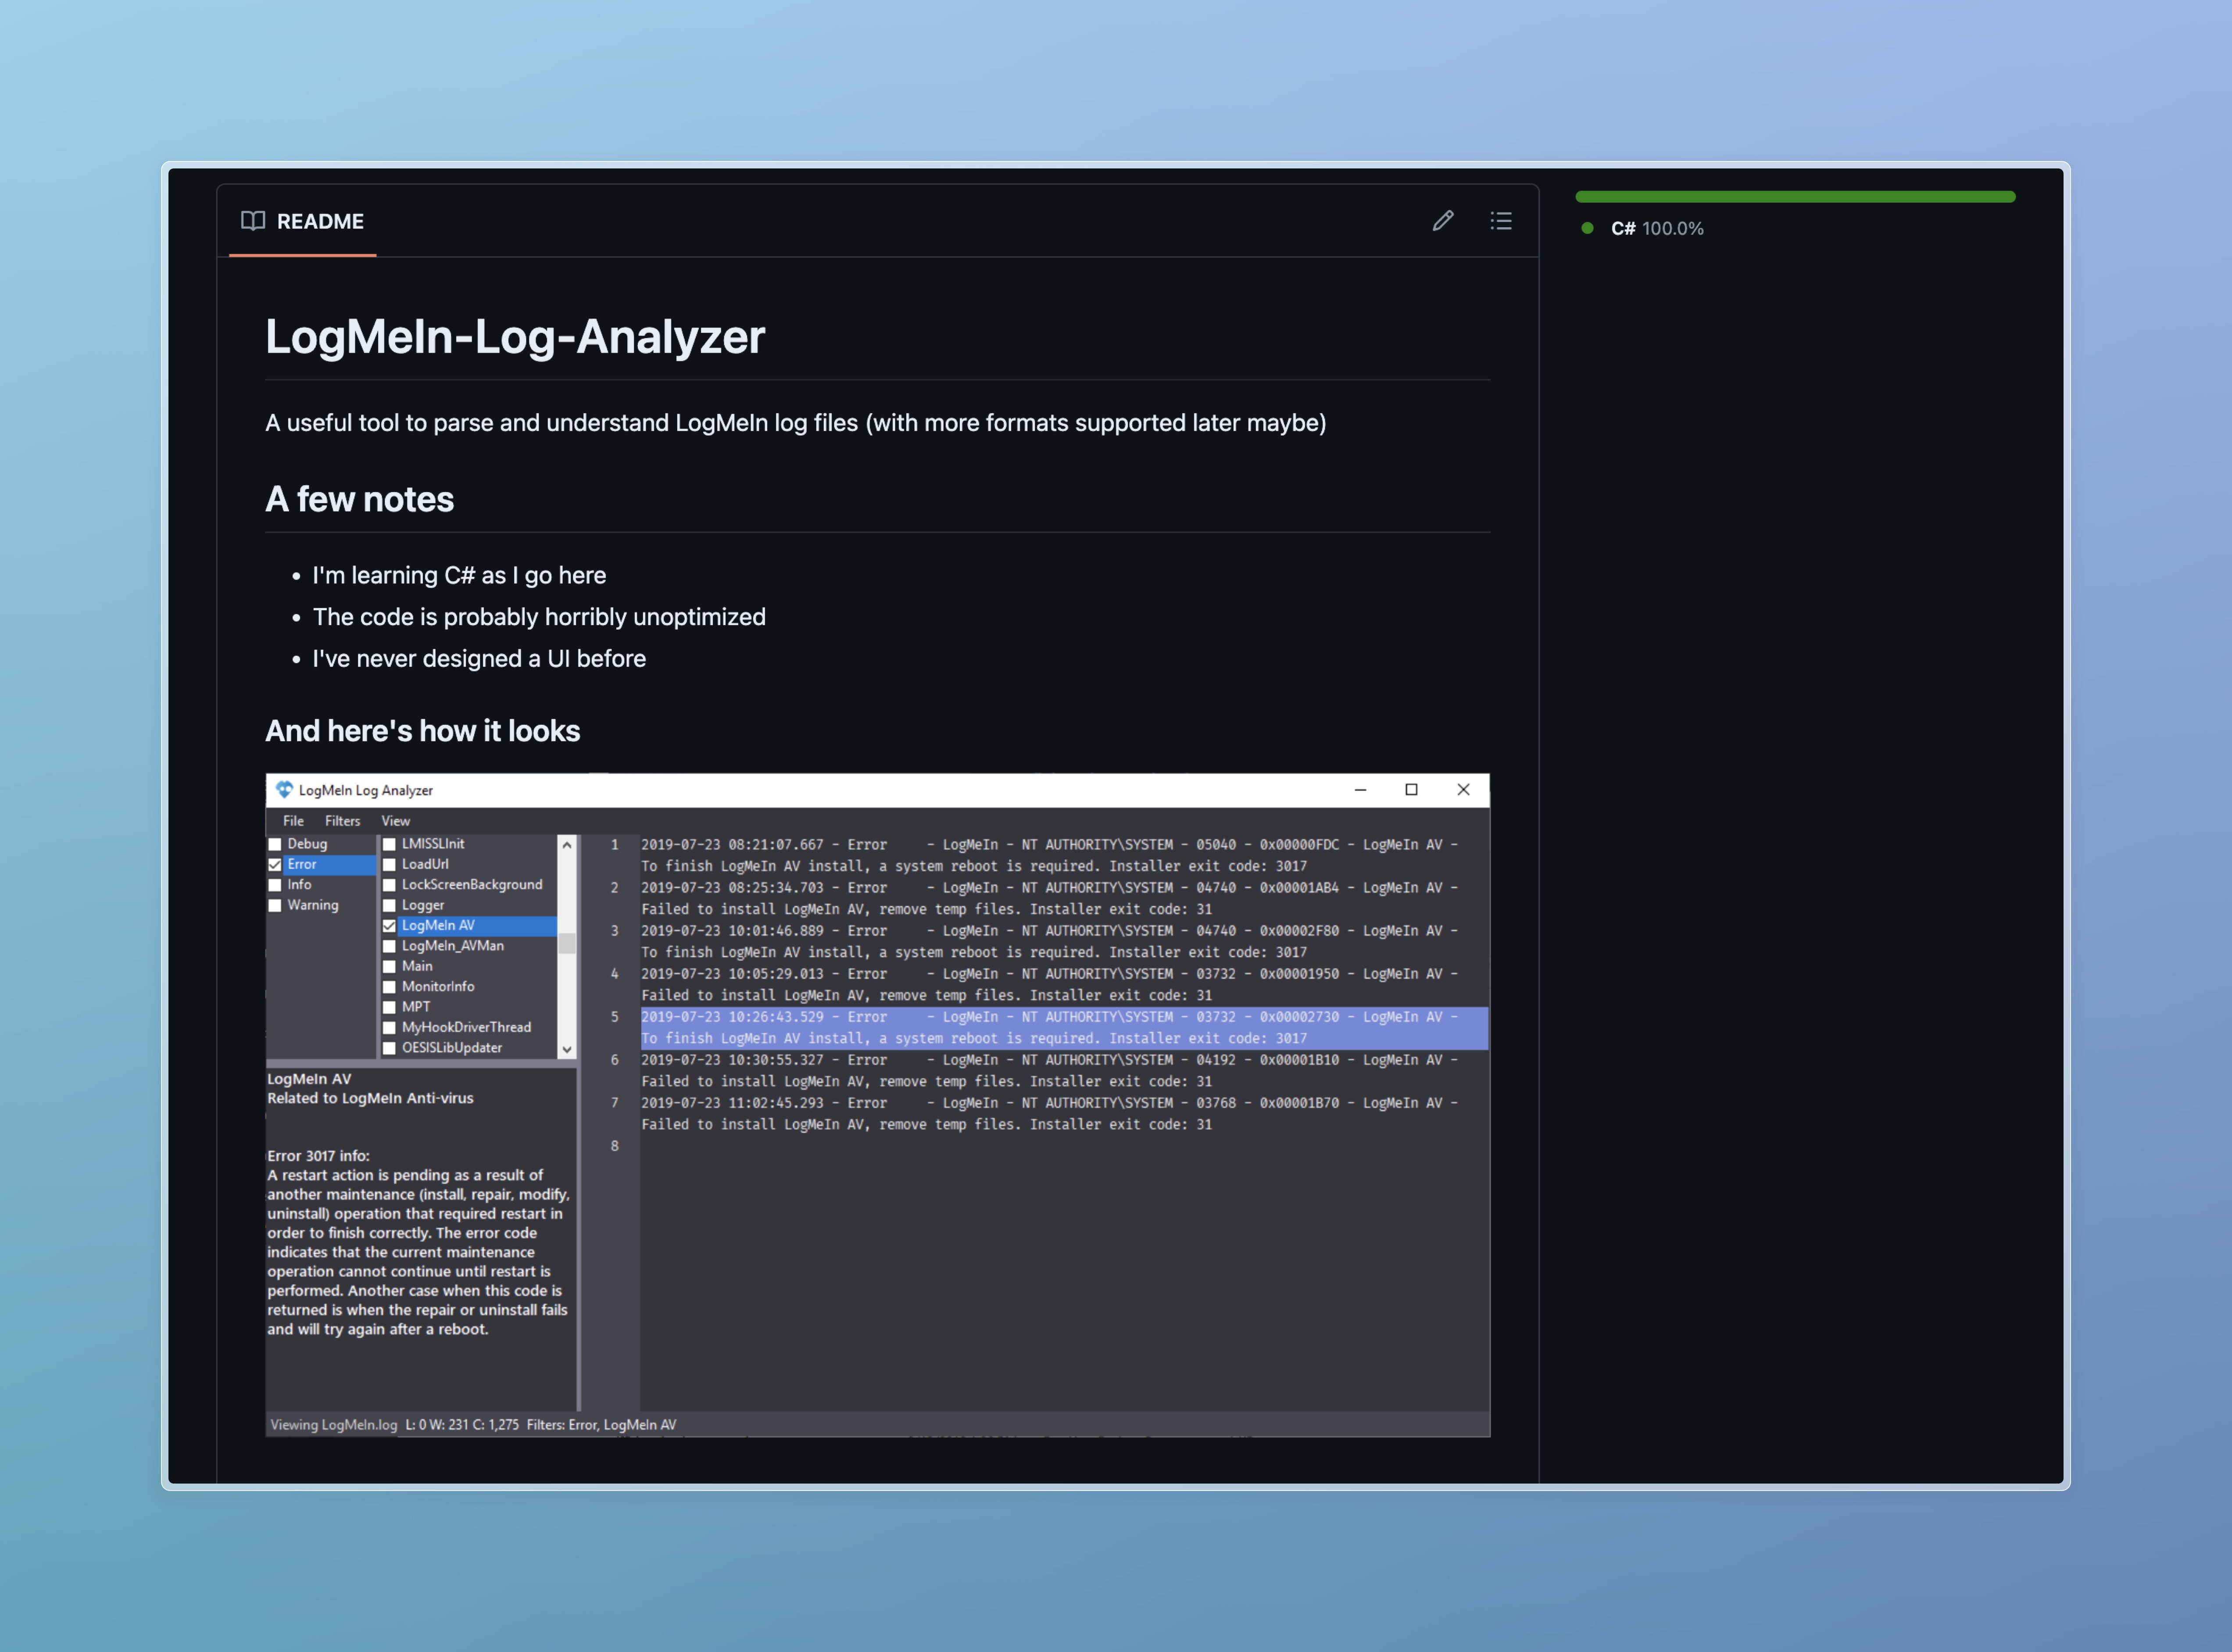 README
C# 100.0%
LogMeIn-Log-Analyzer
A useful tool to parse and understand LogMeIn log files (with more formats supported later maybe)
A few notes
• I'm learning C# as I go here
• The code is probably horribly unoptimized
• I've never designed a UI before
And here's how it looks
LogMeIn Log Analyzer
File Filters View
Debug
Error
Info
Warning
LMISSLInit
LoadUrl
LockScreenBackground
Logger
LogMeIn AV
LogMeIn_AVMan
Main
MonitorInfo
MPT
MyHookDriverThread
OESISLibUpdater
1 2019-07-23 08:21:07.667 - Error - LogMeIn - NT AUTHORITY\SYSTEM - 05040 - 0x00000FDC - LogMeIn AV -
To finish LogMeIn AV install, a system reboot is required. Installer exit code: 3017
2 2019-07-23 08:25:34.703 - Error - LogMeIn - NT AUTHORITY\SYSTEM - 04740 - 0x00001AB4 - LogMeIn AV -
Failed to install LogMeIn AV, remove temp files. Installer exit code: 31
3 2019-07-23 10:01:46.889 - Error - LogMeIn - NT AUTHORITY\SYSTEM - 04740 - 0x00002F80 - LogMeIn AV -
To finish LogMeIn AV install, a system reboot is required. Installer exit code: 3017
4 2019-07-23 10:05:29.013 - Error - LogMeIn - NT AUTHORITY\SYSTEM - 03732 - 0x00001950 - LogMeIn AV -
Failed to install LogMeIn AV, remove temp files. Installer exit code: 31
5 2019-07-23 10:26:43.529 - Error - LogMeIn - NT AUTHORITY\SYSTEM - 03732 - 0x00002730 - LogMeIn AV -
To finish LogMeIn AV install, a system reboot is required. Installer exit code: 3017
6 2019-07-23 10:30:55.327 - Error - LogMeIn - NT AUTHORITY\SYSTEM - 04192 - 0x00001B10 - LogMeIn AV -
Failed to install LogMeIn AV, remove temp files. Installer exit code: 31
7 2019-07-23 11:02:45.293 - Error - LogMeIn - NT AUTHORITY\SYSTEM - 03768 - 0x00001B70 - LogMeIn AV -
Failed to install LogMeIn AV, remove temp files. Installer exit code: 31
8
LogMeIn AV
Related to LogMeIn Anti-virus
Error 3017 info:
A restart action is pending as a result of
another maintenance (install, repair, modify,
uninstall) operation that required restart in
order to finish correctly. The error code
indicates that the current maintenance
operation cannot continue until restart is
performed. Another case when this code is
returned is when the repair or uninstall fails
and will try again after a reboot.
Viewing LogMeIn.log L: 0 W: 231 C: 1,275 Filters: Error, LogMeIn AV